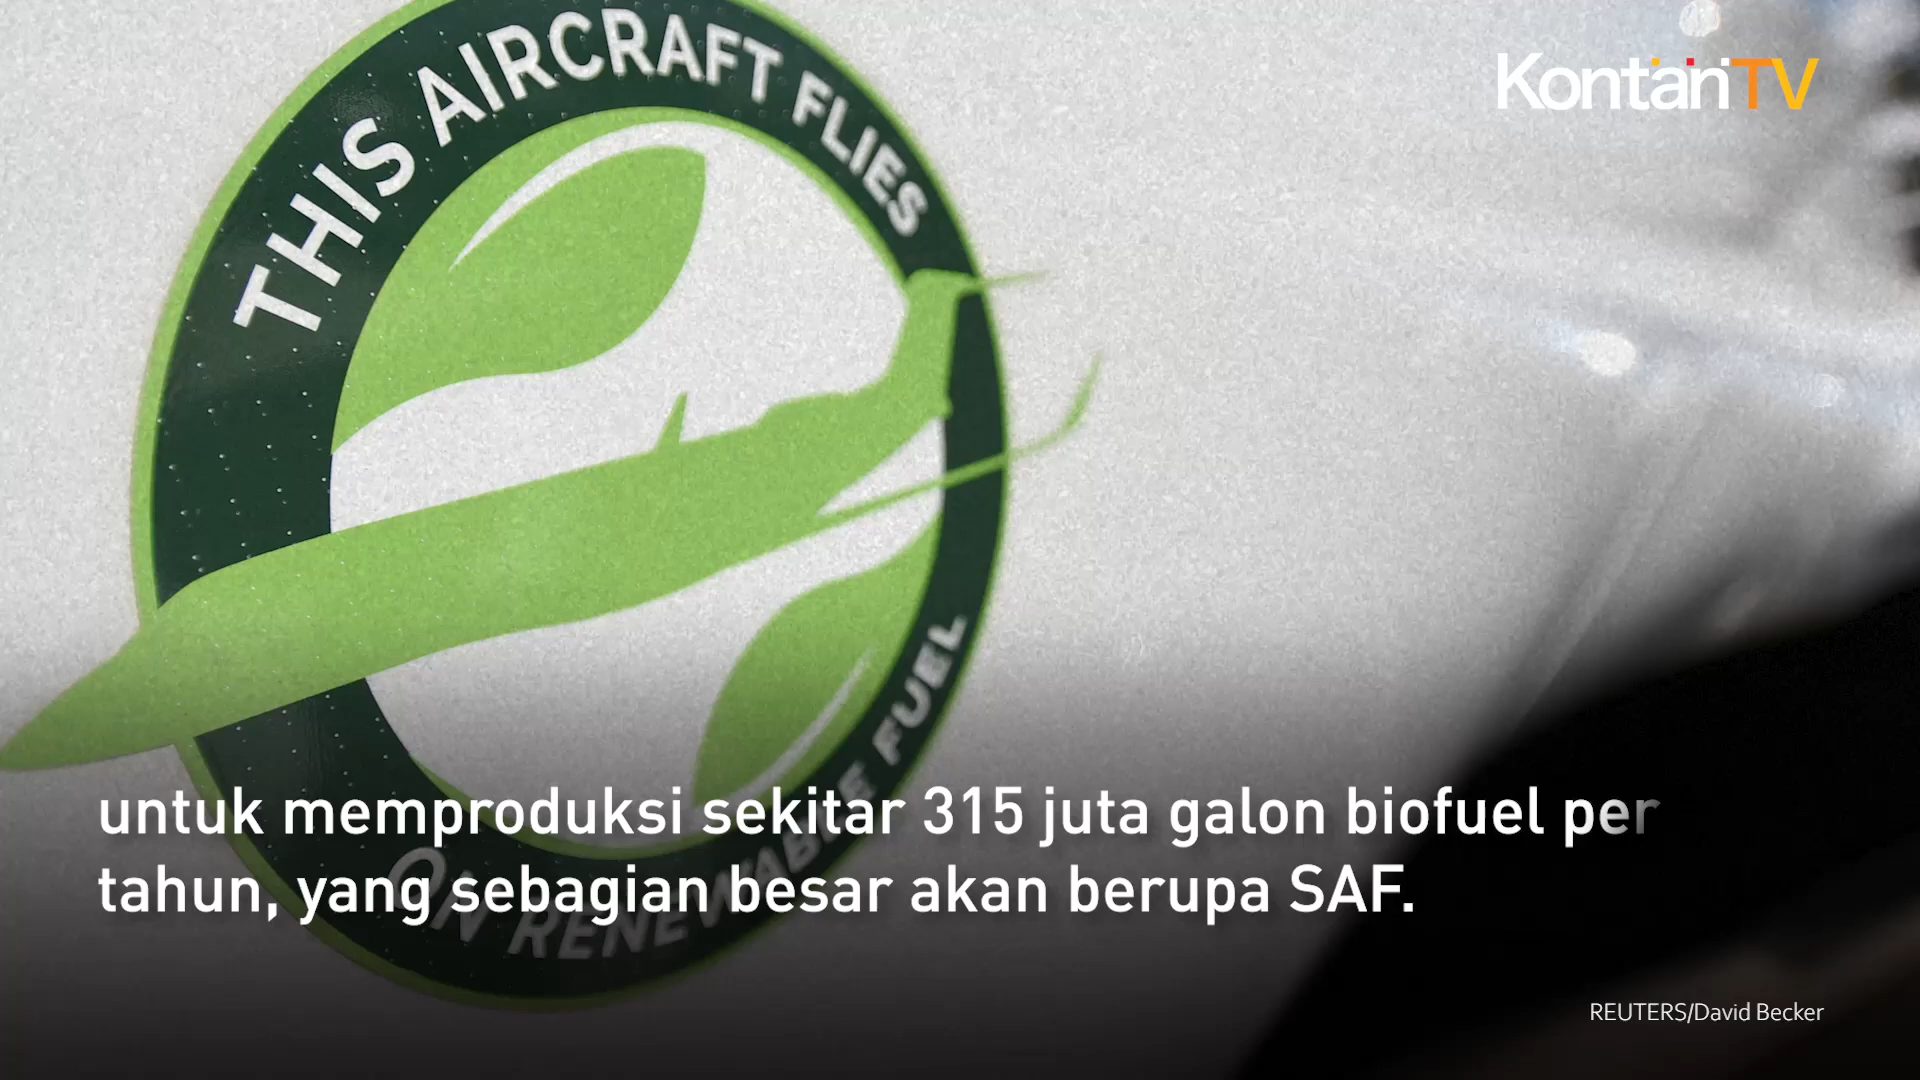 KontanTV
THIS AIRCRAFT FLIES
ON RENEWABLE FUEL
untuk memproduksi sekitar 315 juta galon biofuel per
tahun, yang sebagian besar akan berupa SAF.
REUTERS/David Becker